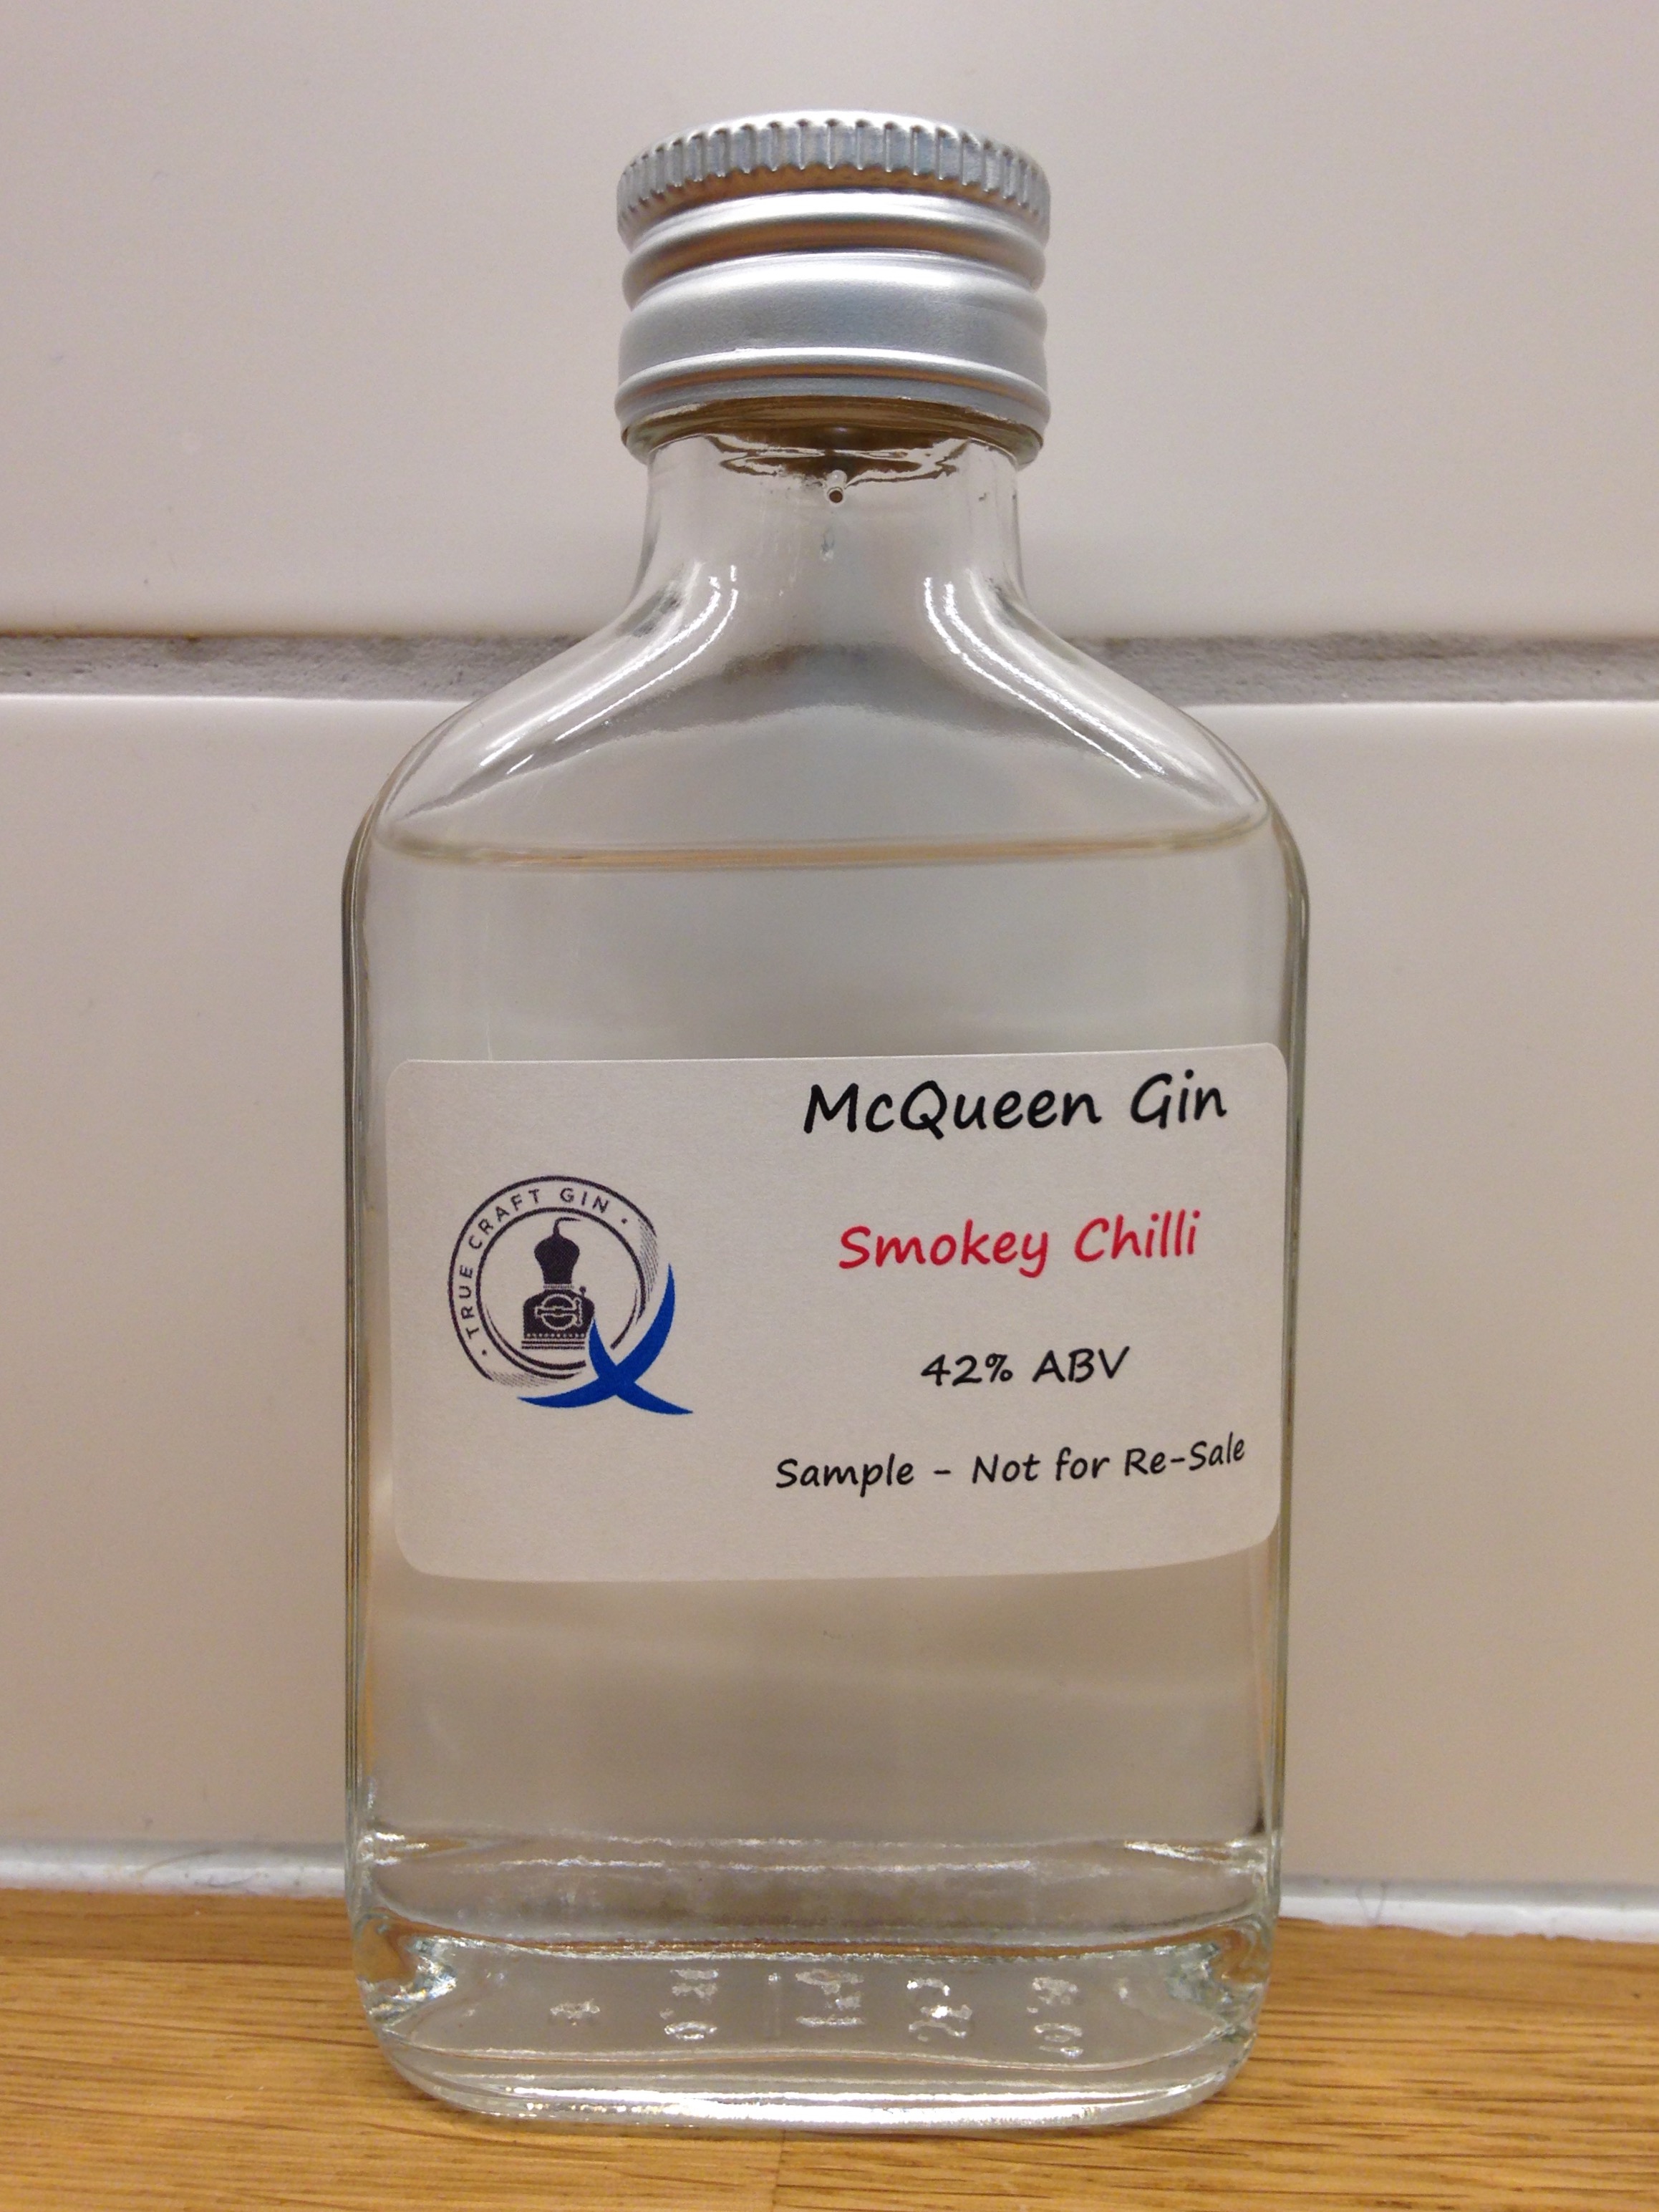 McQueen Gin
Smokey Chilli
42% ABV
Sample - Not for Re-Sale
• TRUE CRAFT GIN •